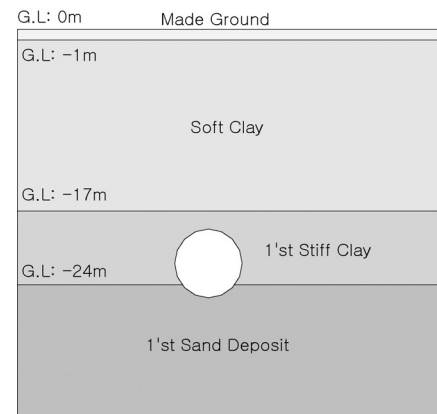 G.L: 0m
Made Ground
G.L: -1m
Soft Clay
G.L: -17m
1'st Stiff Clay
G.L: -24m
1'st Sand Deposit